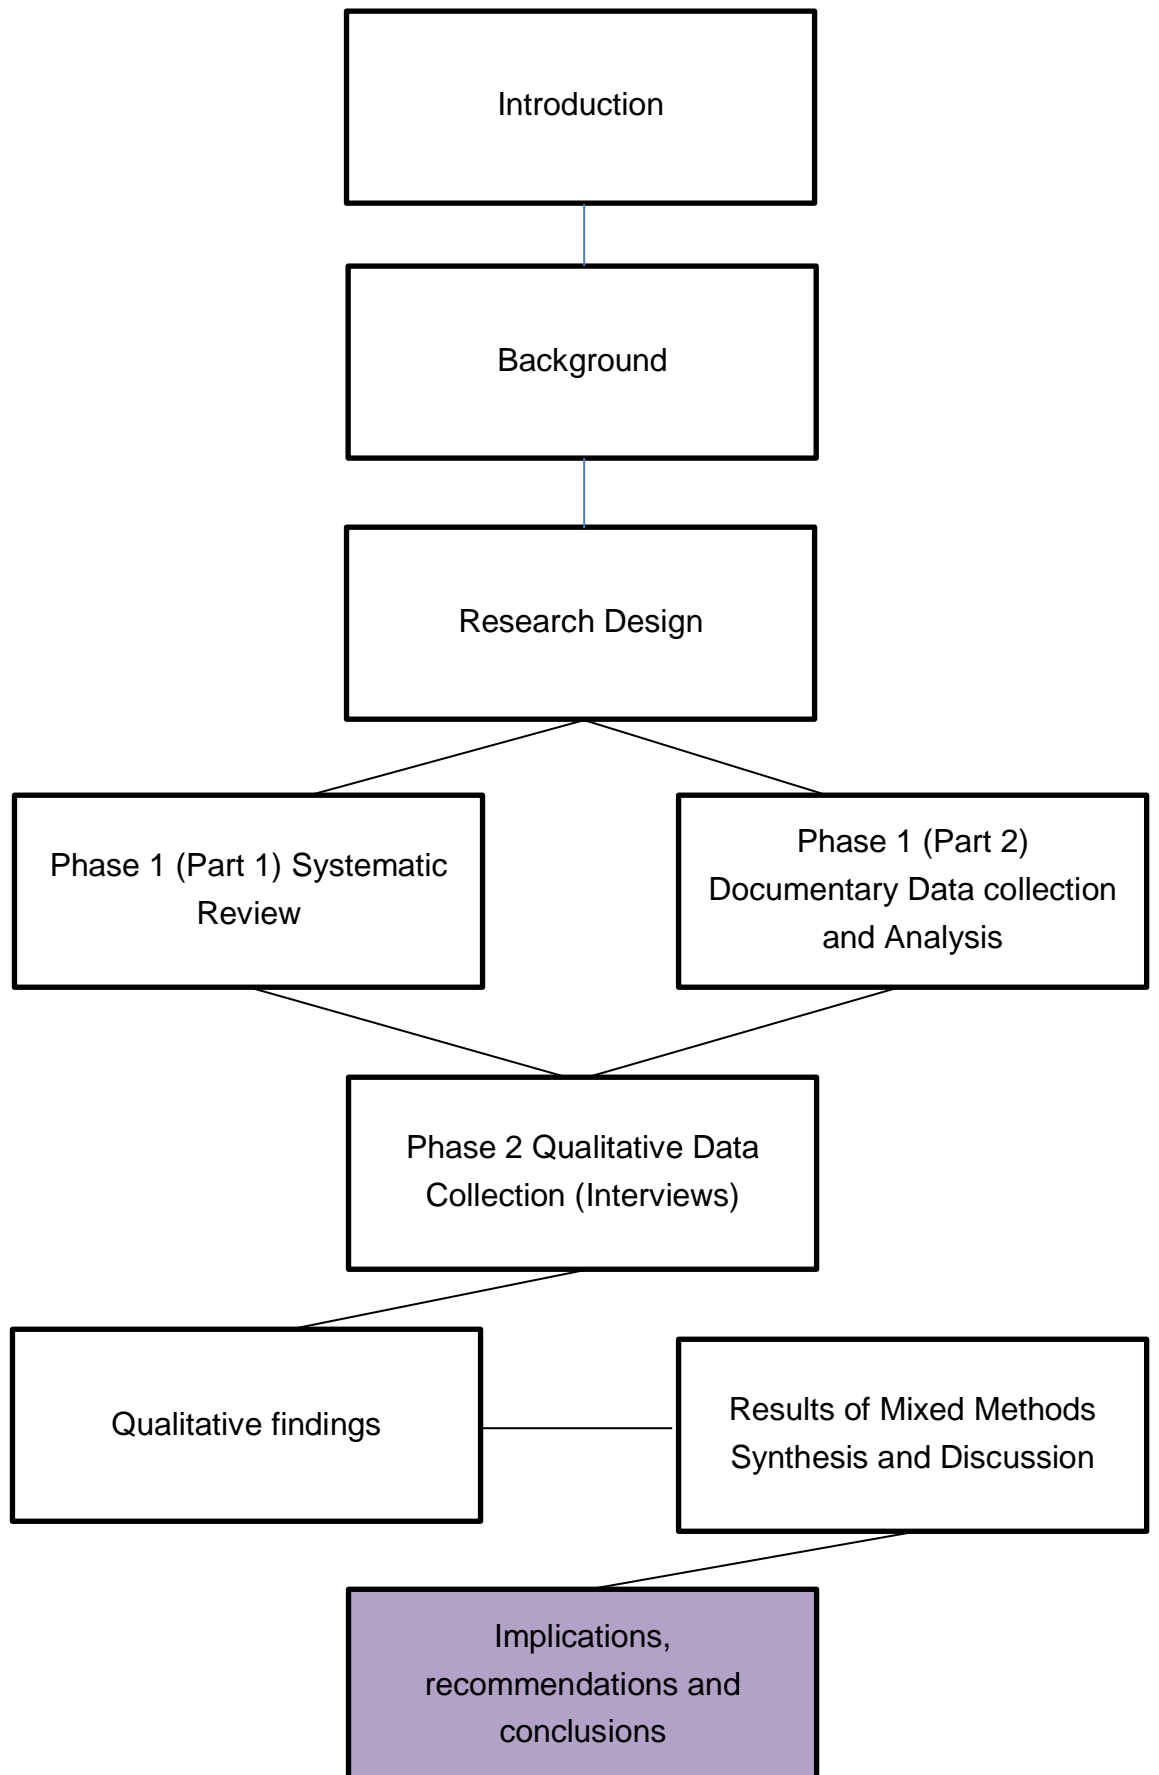 Introduction
Background
Research Design
Phase 1 (Part 1) Systematic
Review
Phase 1 (Part 2)
Documentary Data collection
and Analysis
Phase 2 Qualitative Data
Collection (Interviews)
Qualitative findings
Results of Mixed Methods
Synthesis and Discussion
Implications,
recommendations and
conclusions